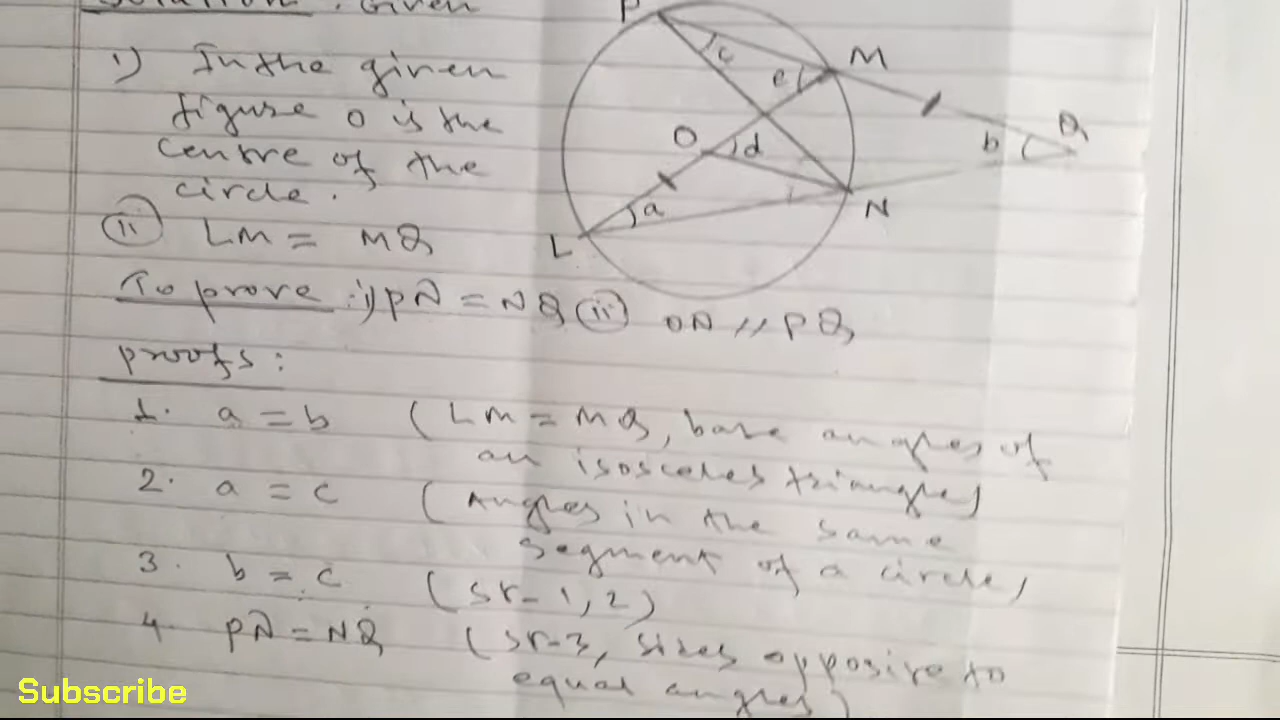 Solution : Given
i) In the given
figure O is the
centre of the
circle.
ii) LM = MQ
To prove : i) PN = NQ ii) ON // PQ
proofs :
1. a = b (LM = MQ, base angles of
an isosceles triangle)
2. a = c (Angles in the same
segment of a circle)
3. b = c (sr-1, 2)
4. PN = NQ (sr-3, sides opposite to
equal angles)
P
c
e
M
Q
b
O
d
N
a
L
Subscribe